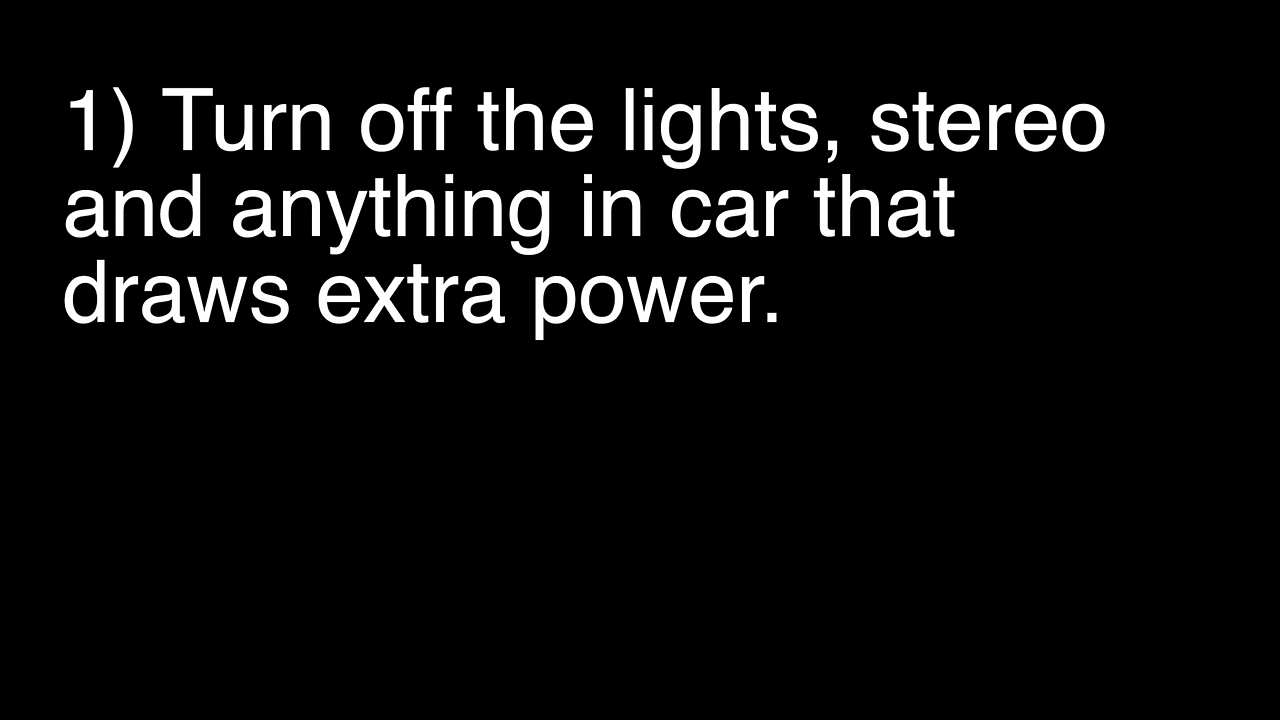 1) Turn off the lights, stereo
and anything in car that
draws extra power.